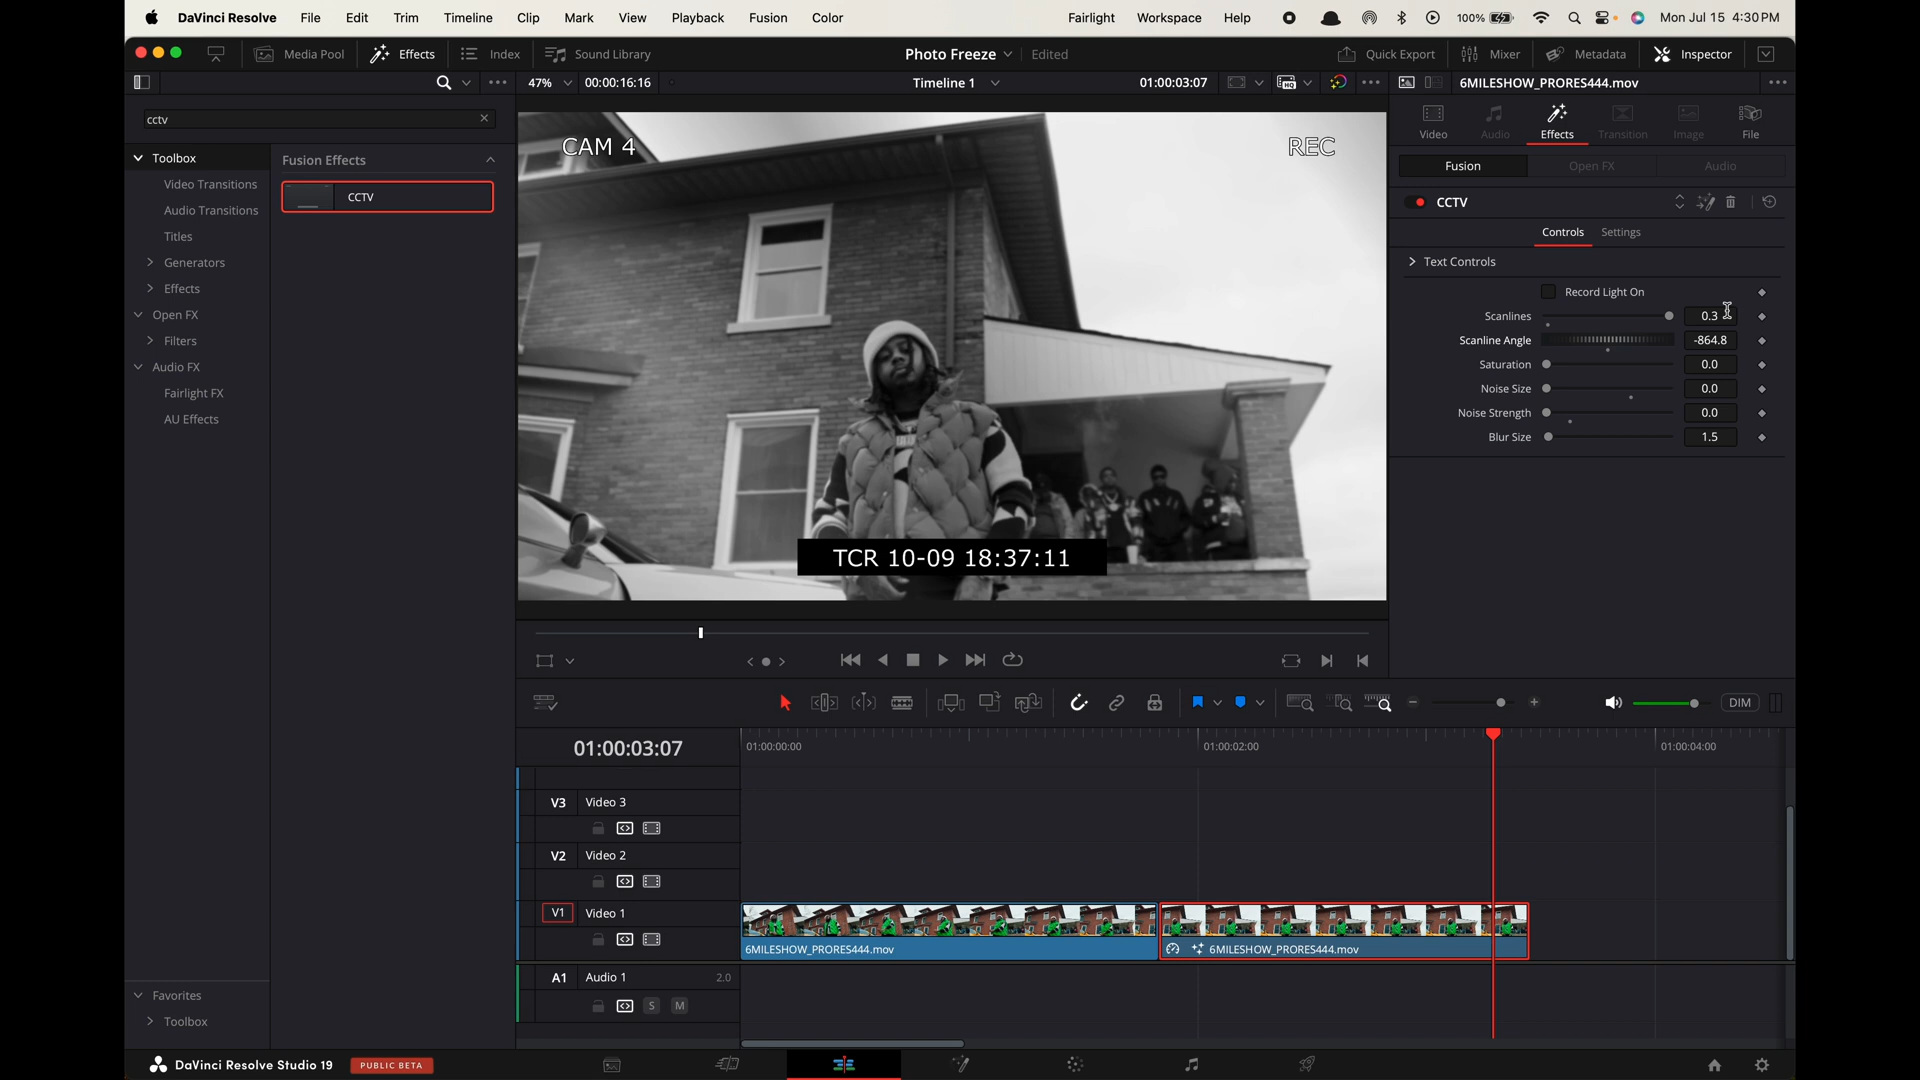 DaVinci Resolve File Edit Trim Timeline Clip Mark View Playback Fusion Color Fairlight Workspace Help 100% Mon Jul 15 4:30 PM
Media Pool Effects Index Sound Library Photo Freeze Edited Quick Export Mixer Metadata Inspector
47% 00:00:16:16 Timeline 1 01:00:03:07 HQ 6MILESHOW_PRORES444.mov
cctv
Video Audio Effects Transition Image File
Toolbox
Fusion Effects
Fusion Open FX Audio
Video Transitions
CCTV
CCTV
Audio Transitions
Controls Settings
Titles
Generators
Text Controls
Effects
Record Light On
Open FX
Scanlines 0.3
Filters
Scanline Angle -864.8
Audio FX
Saturation 0.0
Fairlight FX
Noise Size 0.0
AU Effects
Noise Strength 0.0
Blur Size 1.5
CAM 4 REC
TCR 10-09 18:37:11
DIM
01:00:03:07 01:00:00:00 01:00:02:00 01:00:04:00
V3 Video 3
V2 Video 2
V1 Video 1
6MILESHOW_PRORES444.mov 6MILESHOW_PRORES444.mov
A1 Audio 1 2.0
S M
Favorites
Toolbox
DaVinci Resolve Studio 19 PUBLIC BETA